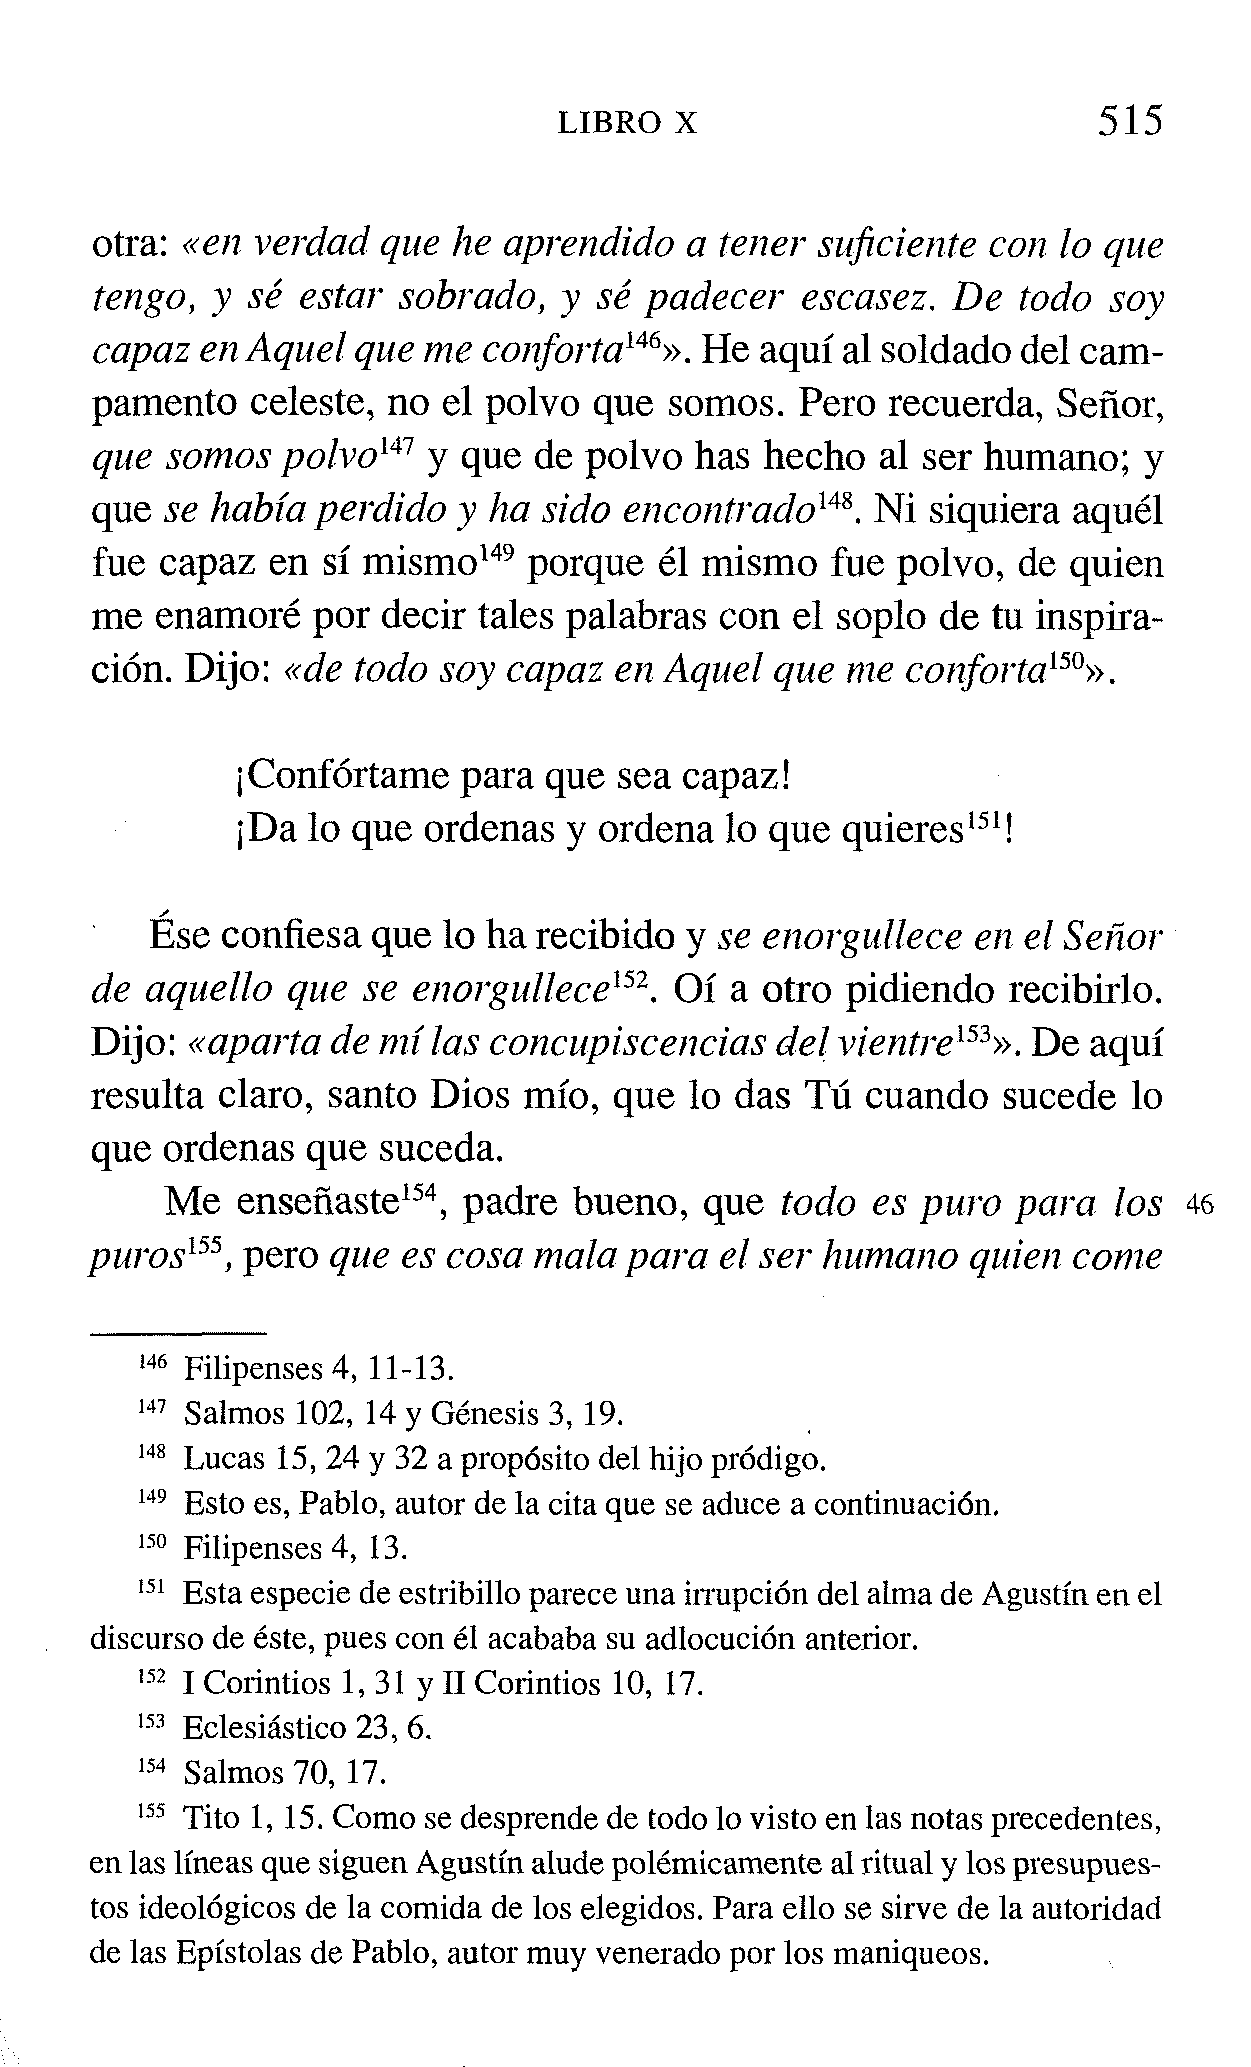 LIBRO X 515
otra: «en verdad que he aprendido a tener suficiente con lo que
tengo, y sé estar sobrado, y sé padecer escasez. De todo soy
capaz en Aquel que me conforta¹⁴⁶». He aquí al soldado del cam-
pamento celeste, no el polvo que somos. Pero recuerda, Señor,
que somos polvo¹⁴⁷ y que de polvo has hecho al ser humano; y
que se había perdido y ha sido encontrado¹⁴⁸. Ni siquiera aquél
fue capaz en sí mismo¹⁴⁹ porque él mismo fue polvo, de quien
me enamoré por decir tales palabras con el soplo de tu inspira-
ción. Dijo: «de todo soy capaz en Aquel que me conforta¹⁵⁰».
¡Confórtame para que sea capaz!
¡Da lo que ordenas y ordena lo que quieres¹⁵¹!
Ése confiesa que lo ha recibido y se enorgullece en el Señor
de aquello que se enorgullece¹⁵². Oí a otro pidiendo recibirlo.
Dijo: «aparta de mí las concupiscencias del vientre¹⁵³». De aquí
resulta claro, santo Dios mío, que lo das Tú cuando sucede lo
que ordenas que suceda.
Me enseñaste¹⁵⁴, padre bueno, que todo es puro para los 46
puros¹⁵⁵, pero que es cosa mala para el ser humano quien come
¹⁴⁶ Filipenses 4, 11-13.
¹⁴⁷ Salmos 102, 14 y Génesis 3, 19.
¹⁴⁸ Lucas 15, 24 y 32 a propósito del hijo pródigo.
¹⁴⁹ Esto es, Pablo, autor de la cita que se aduce a continuación.
¹⁵⁰ Filipenses 4, 13.
¹⁵¹ Esta especie de estribillo parece una irrupción del alma de Agustín en el
discurso de éste, pues con él acababa su adlocución anterior.
¹⁵² I Corintios 1, 31 y II Corintios 10, 17.
¹⁵³ Eclesiástico 23, 6.
¹⁵⁴ Salmos 70, 17.
¹⁵⁵ Tito 1, 15. Como se desprende de todo lo visto en las notas precedentes,
en las líneas que siguen Agustín alude polémicamente al ritual y los presupues-
tos ideológicos de la comida de los elegidos. Para ello se sirve de la autoridad
de las Epístolas de Pablo, autor muy venerado por los maniqueos.